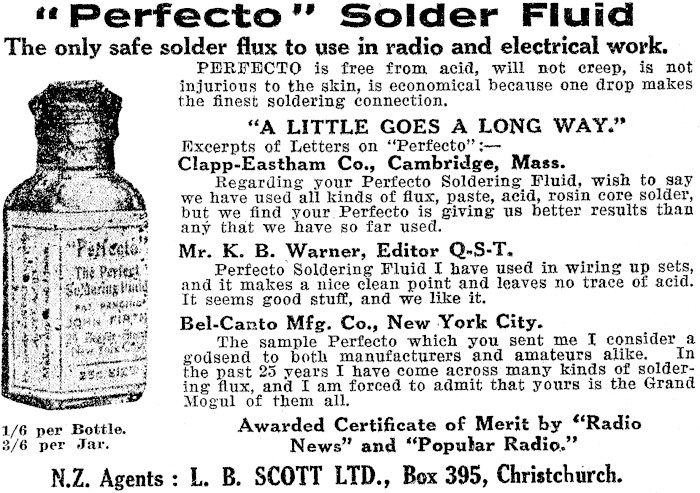 "Perfecto" Solder Fluid
The only safe solder flux to use in radio and electrical work.
PERFECTO is free from acid, will not creep, is not
injurious to the skin, is economical because one drop makes
the finest soldering connection.
"A LITTLE GOES A LONG WAY."
Excerpts of Letters on "Perfecto":—
Clapp-Eastham Co., Cambridge, Mass.
Regarding your Perfecto Soldering Fluid, wish to say
we have used all kinds of flux, paste, acid, rosin core solder,
but we find your Perfecto is giving us better results than
any that we have so far used.
Mr. K. B. Warner, Editor Q-S-T.
Perfecto Soldering Fluid I have used in wiring up sets,
and it makes a nice clean point and leaves no trace of acid.
It seems good stuff, and we like it.
Bel-Canto Mfg. Co., New York City.
The sample Perfecto which you sent me I consider a
godsend to both manufacturers and amateurs alike. In
the past 25 years I have come across many kinds of solder-
ing flux, and I am forced to admit that yours is the Grand
Mogul of them all.
Awarded Certificate of Merit by "Radio
News" and "Popular Radio."
"Perfecto"
The Perfect
Soldering Fluid
JOHN FIRTH
New York
1/6 per Bottle.
3/6 per Jar.
N.Z. Agents : L. B. SCOTT LTD., Box 395, Christchurch.